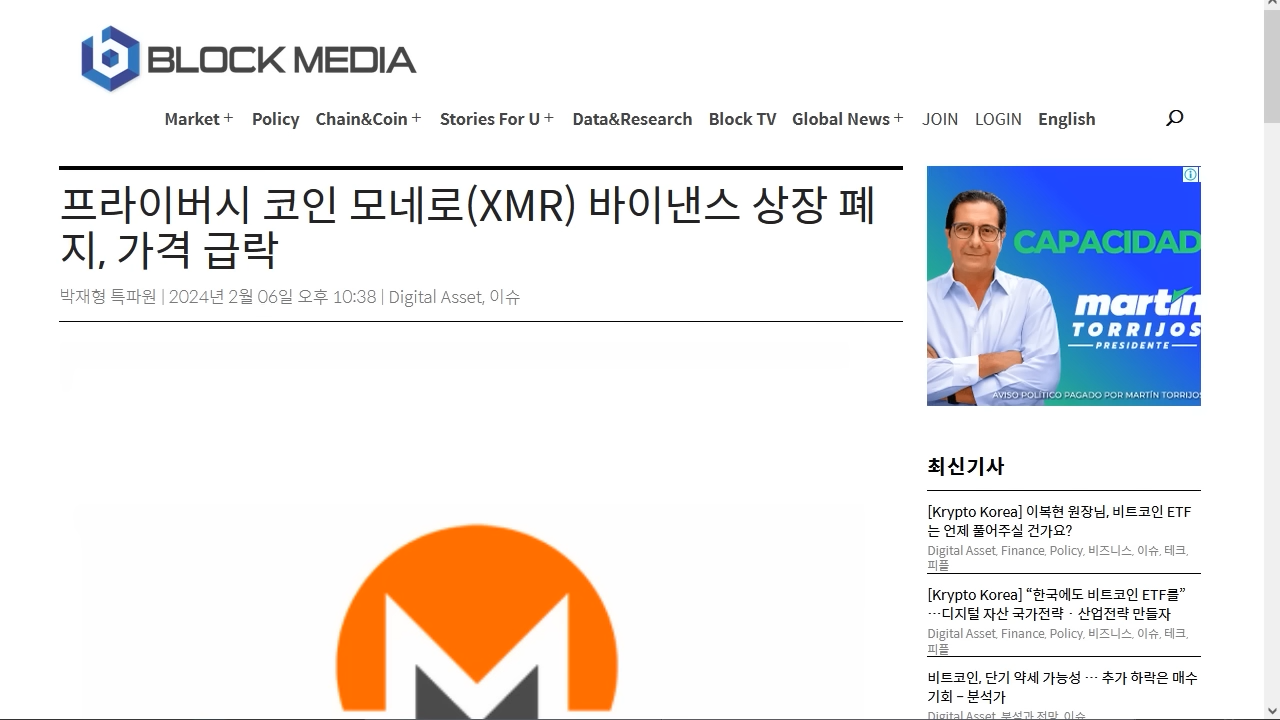 BLOCK MEDIA
Market + Policy Chain&Coin + Stories For U + Data&Research Block TV Global News + JOIN LOGIN English
프라이버시 코인 모네로(XMR) 바이낸스 상장 폐
지, 가격 급락
박재형 특파원 | 2024년 2월 06일 오후 10:38 | Digital Asset, 이슈
CAPACIDAD
martín
TORRIJOS
PRESIDENTE
AVISO POLÍTICO PAGADO POR MARTÍN TORRIJOS
최신기사
[Krypto Korea] 이복현 원장님, 비트코인 ETF
는 언제 풀어주실 건가요?
Digital Asset, Finance, Policy, 비즈니스, 이슈, 테크,
피플
[Krypto Korea] “한국에도 비트코인 ETF를”
…디지털 자산 국가전략 · 산업전략 만들자
Digital Asset, Finance, Policy, 비즈니스, 이슈, 테크,
피플
비트코인, 단기 약세 가능성 … 추가 하락은 매수
기회 – 분석가
Digital Asset, 분석과 전망, 이슈